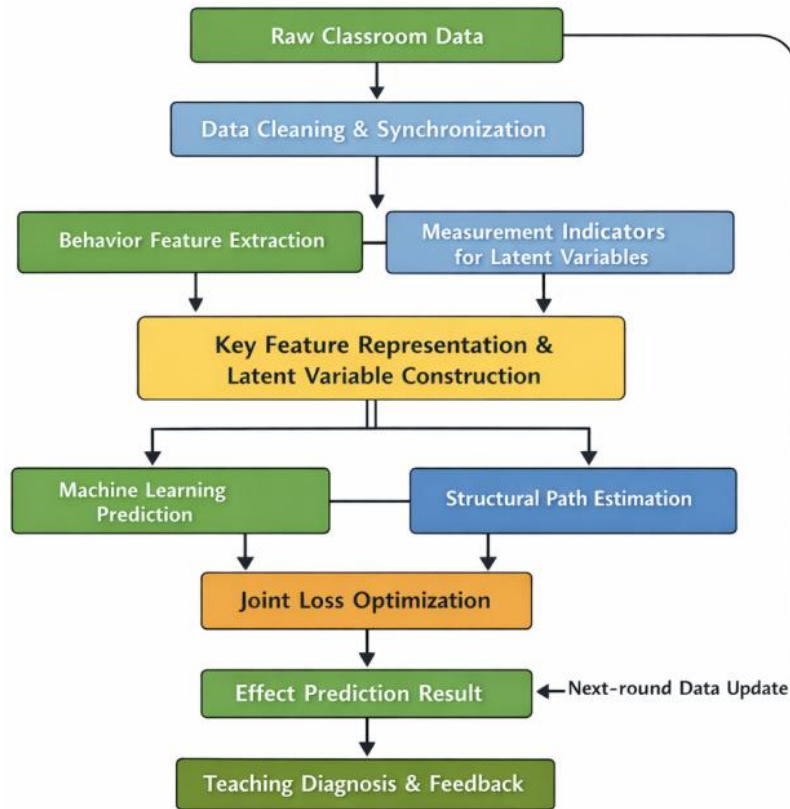 Raw Classroom Data
Data Cleaning & Synchronization
Behavior Feature Extraction
Measurement Indicators
for Latent Variables
Key Feature Representation &
Latent Variable Construction
Machine Learning
Prediction
Structural Path Estimation
Joint Loss Optimization
Effect Prediction Result
Next-round Data Update
Teaching Diagnosis & Feedback